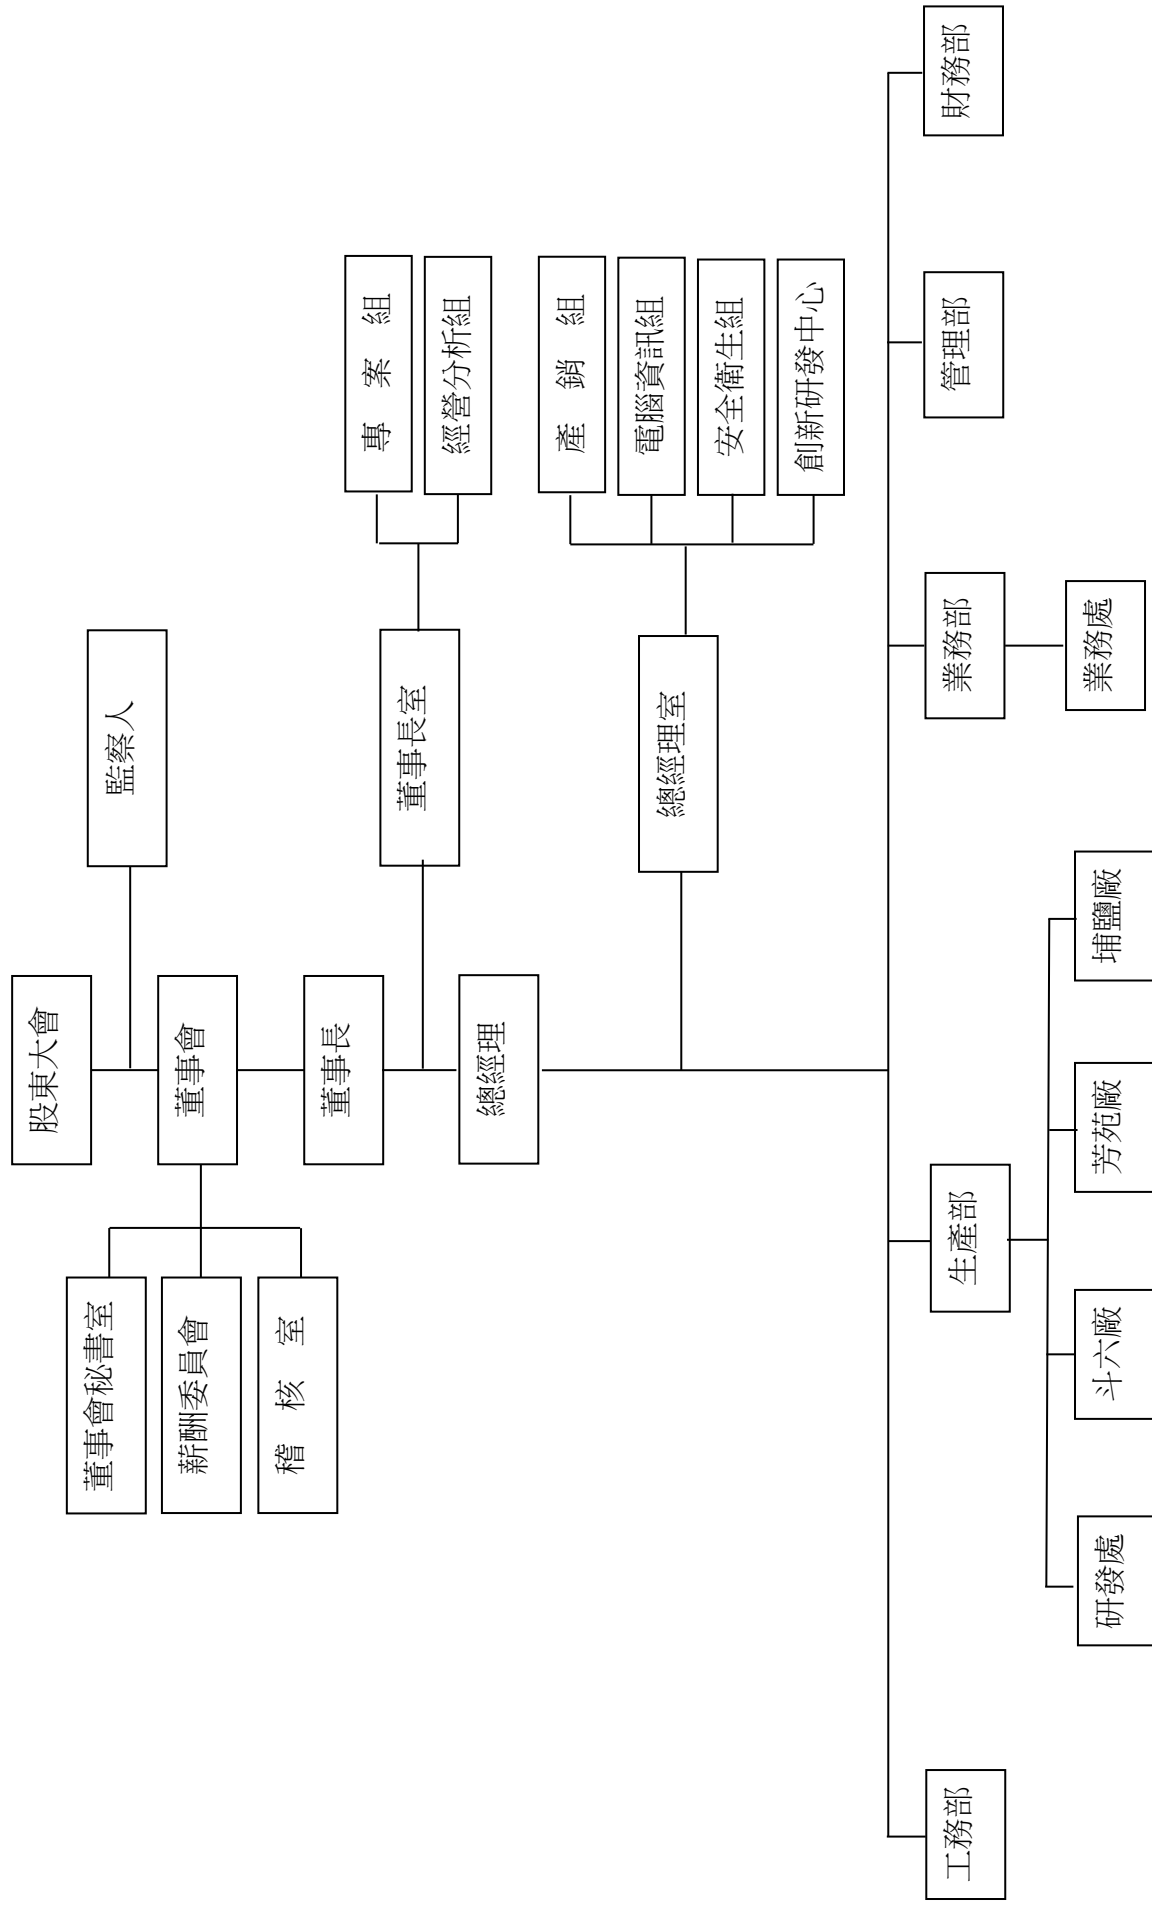 股東大會
監察人
董事會
董事會秘書室
薪酬委員會
稽核室
董事長
董事長室
專案組
經營分析組
總經理
總經理室
產銷組
電腦資訊組
安全衛生組
創新研發中心
工務部
生產部
業務部
管理部
財務部
研發處
斗六廠
芳苑廠
埔鹽廠
業務處